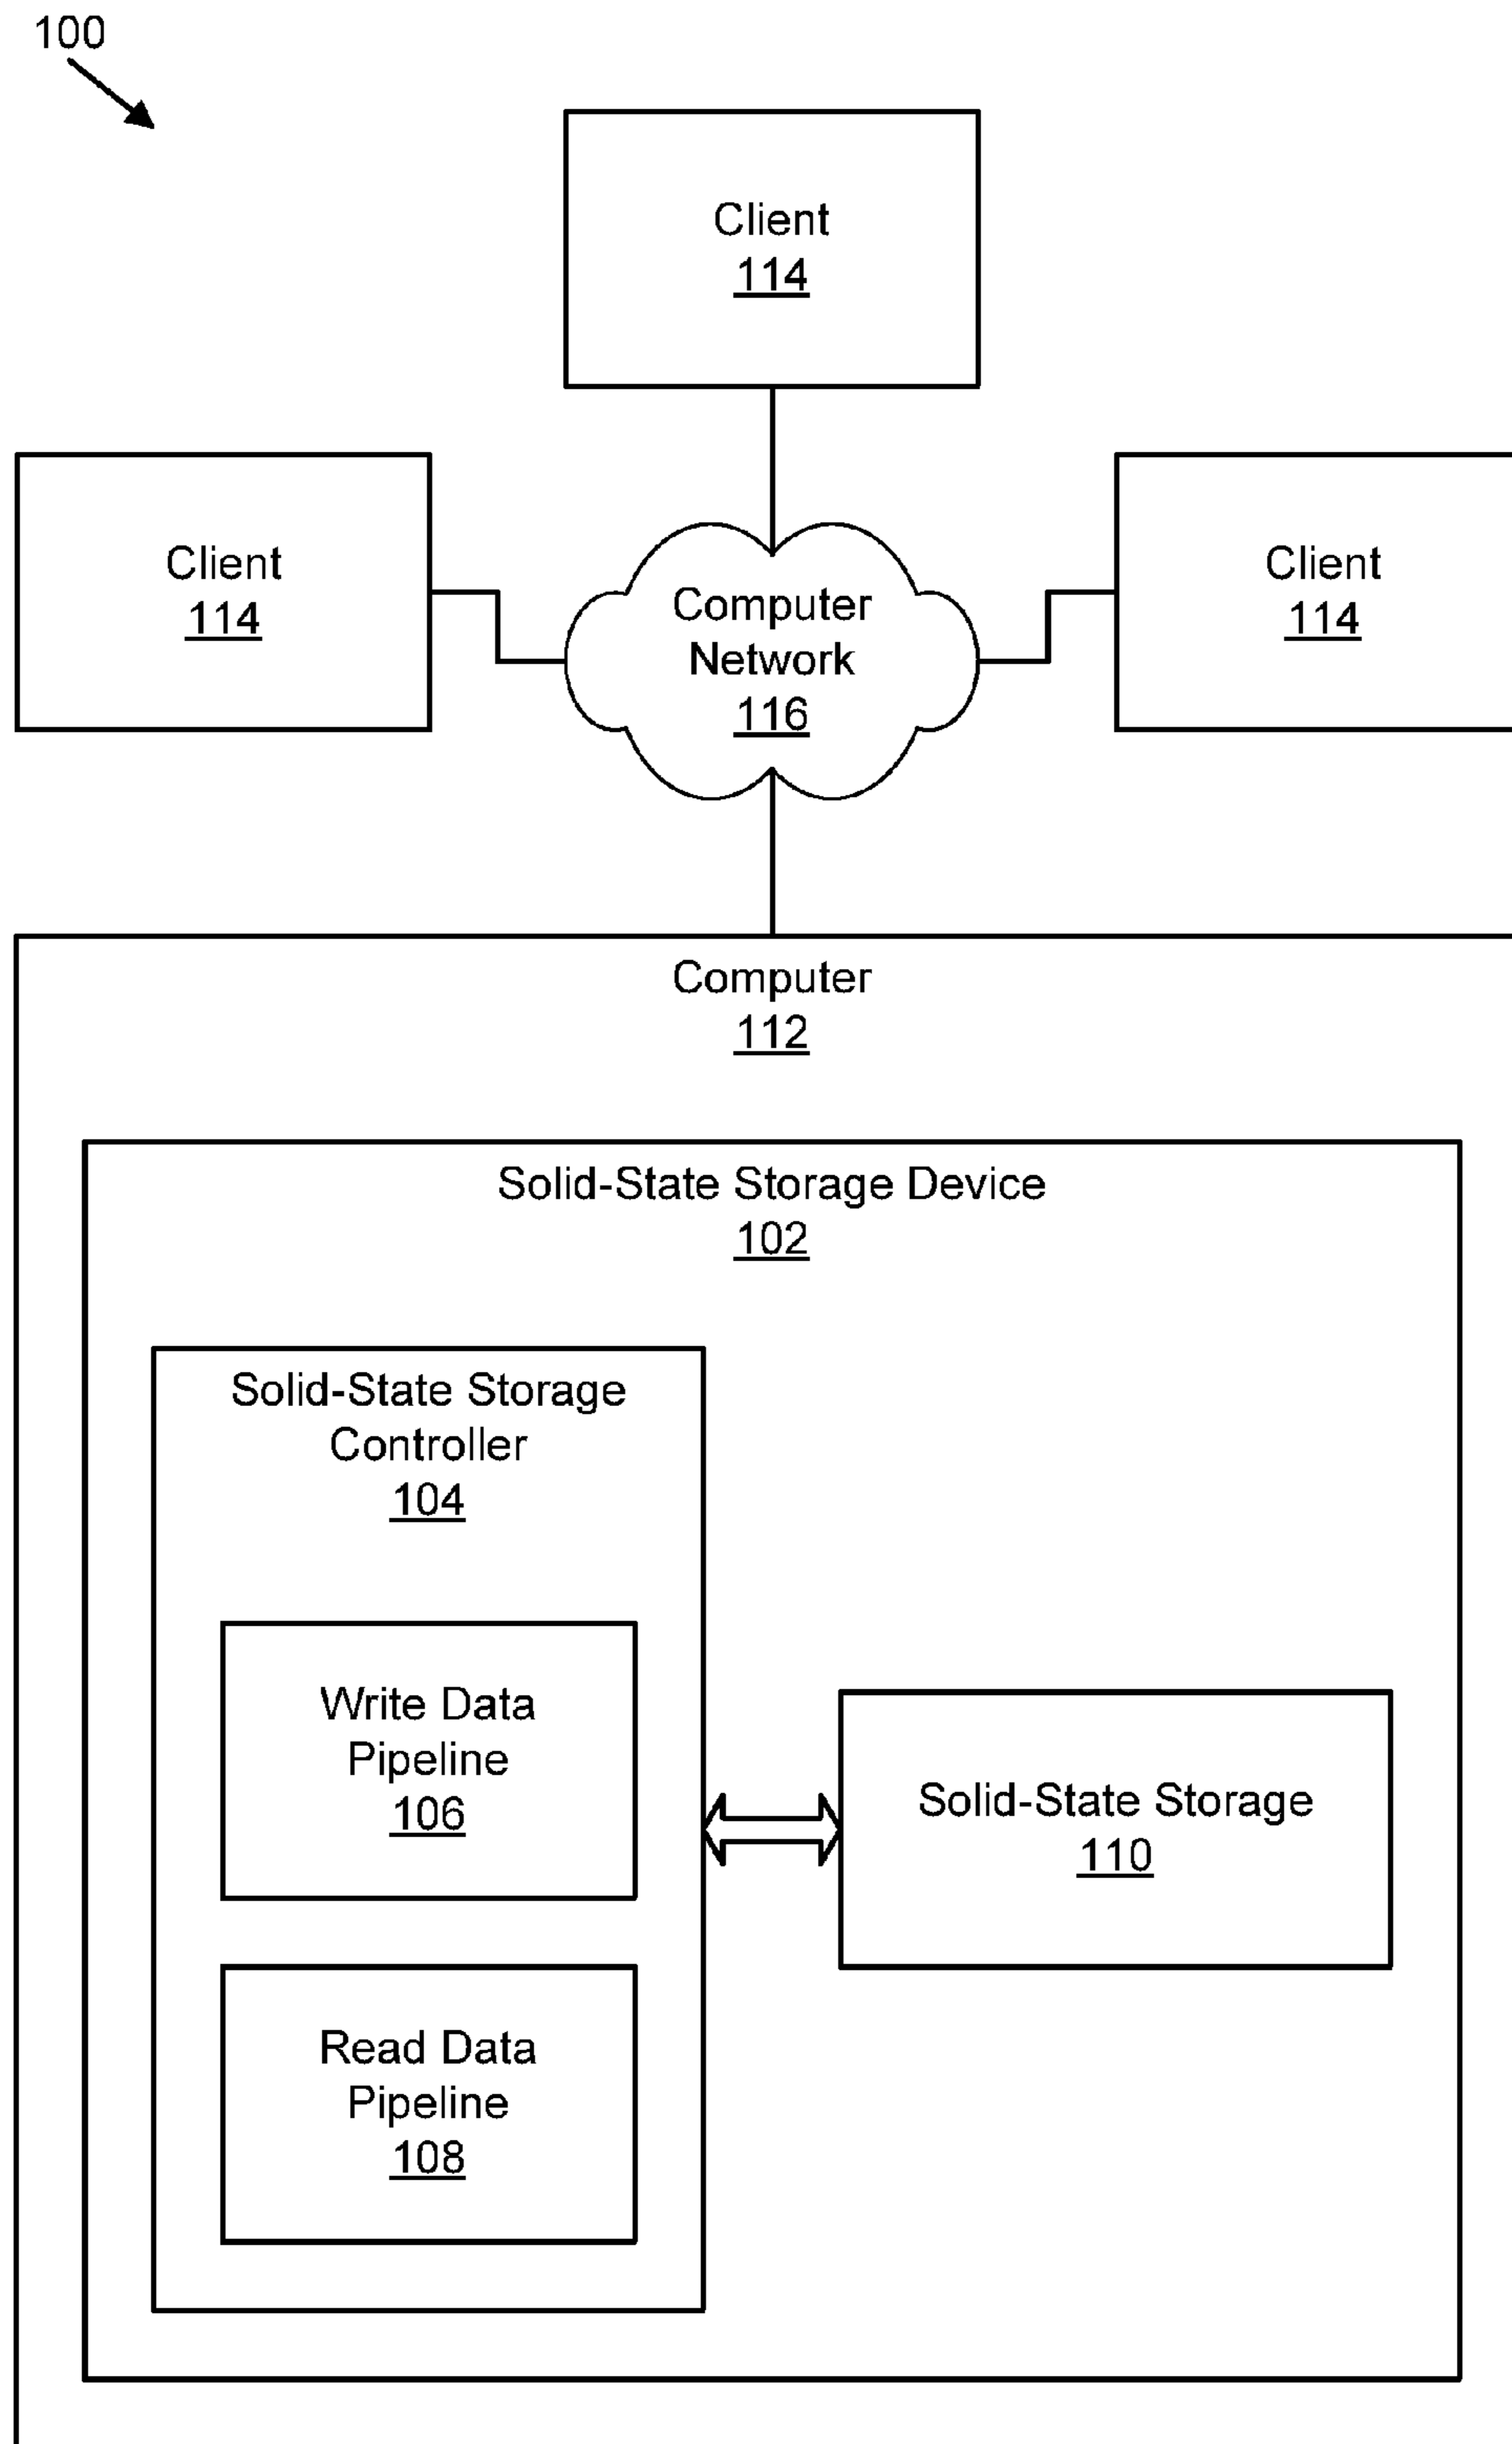 100
Client
114
Client
114
Computer
Network
116
Client
114
Computer
112
Solid-State Storage Device
102
Solid-State Storage
Controller
104
Write Data
Pipeline
106
Solid-State Storage
110
Read Data
Pipeline
108